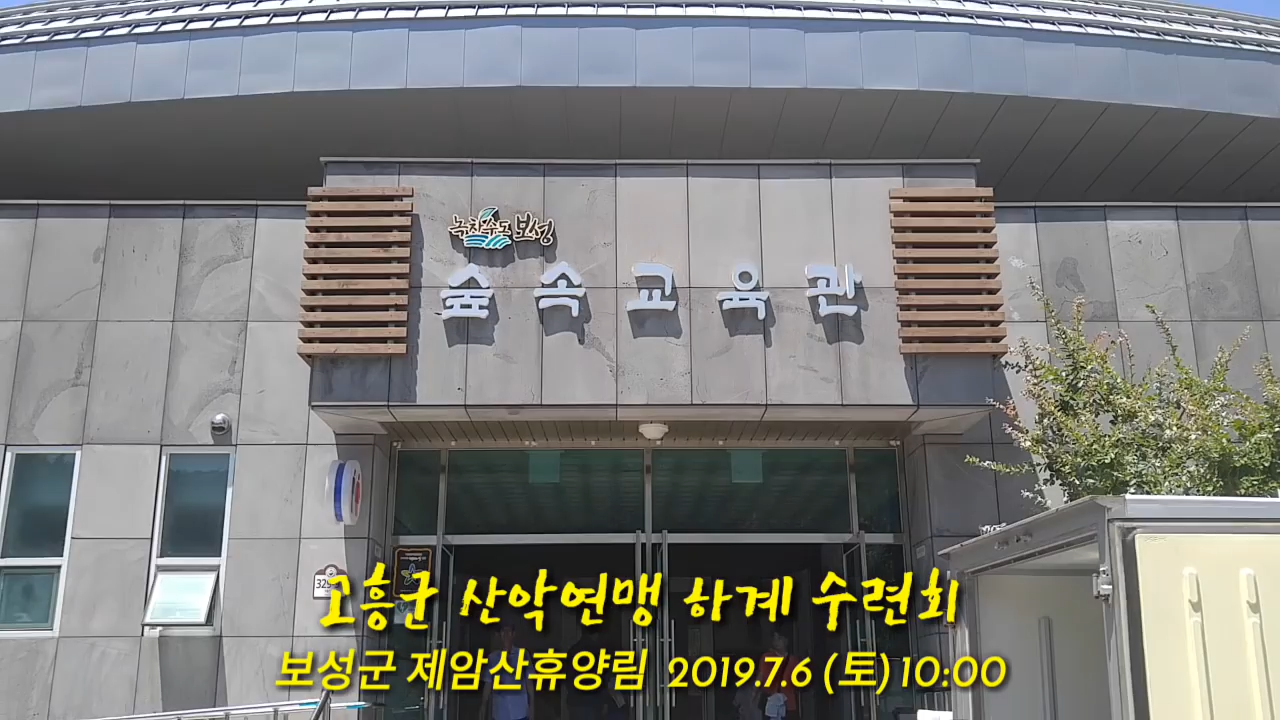 녹차수도 보성
숲속교육관
329
고흥군 산악연맹 하계 수련회
보성군 제암산휴양림 2019.7.6 (토) 10:00